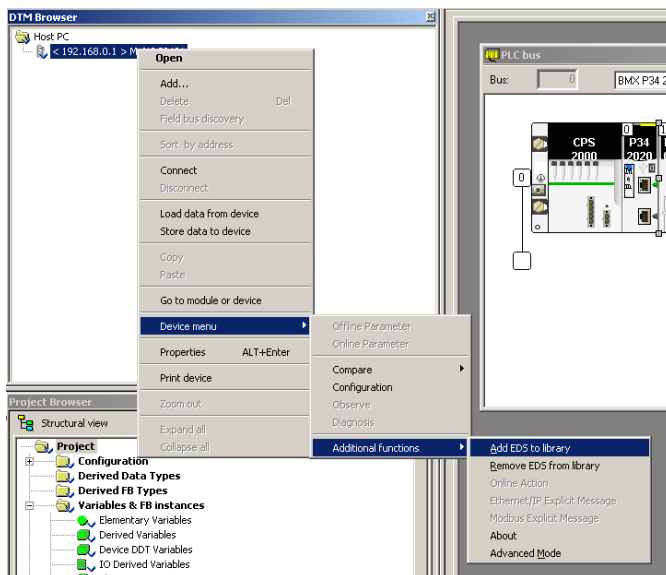 DTM Browser
Host PC
< 192.168.0.1 >
Open
Add...
Delete Del
Field bus discovery
Sort by address
Connect
Disconnect
Load data from device
Store data to device
Copy
Paste
Go to module or device
Device menu
Properties ALT+Enter
Print device
Zoom out
Expand all
Collapse all
Offline Parameter
Online Parameter
Compare
Configuration
Observe
Diagnosis
Additional functions
Add EDS to library
Remove EDS from library
Online Action
Ethernet/IP Explicit Message
Modbus Explicit Message
About
Advanced Mode
PLC bus
Bus: 0 BMX P34 2
0 1
CPS P34
2000 2020
0
Project Browser
Structural view
Project
Configuration
Derived Data Types
Derived FB Types
Variables & FB instances
Elementary Variables
Derived Variables
Device DDT Variables
IO Derived Variables